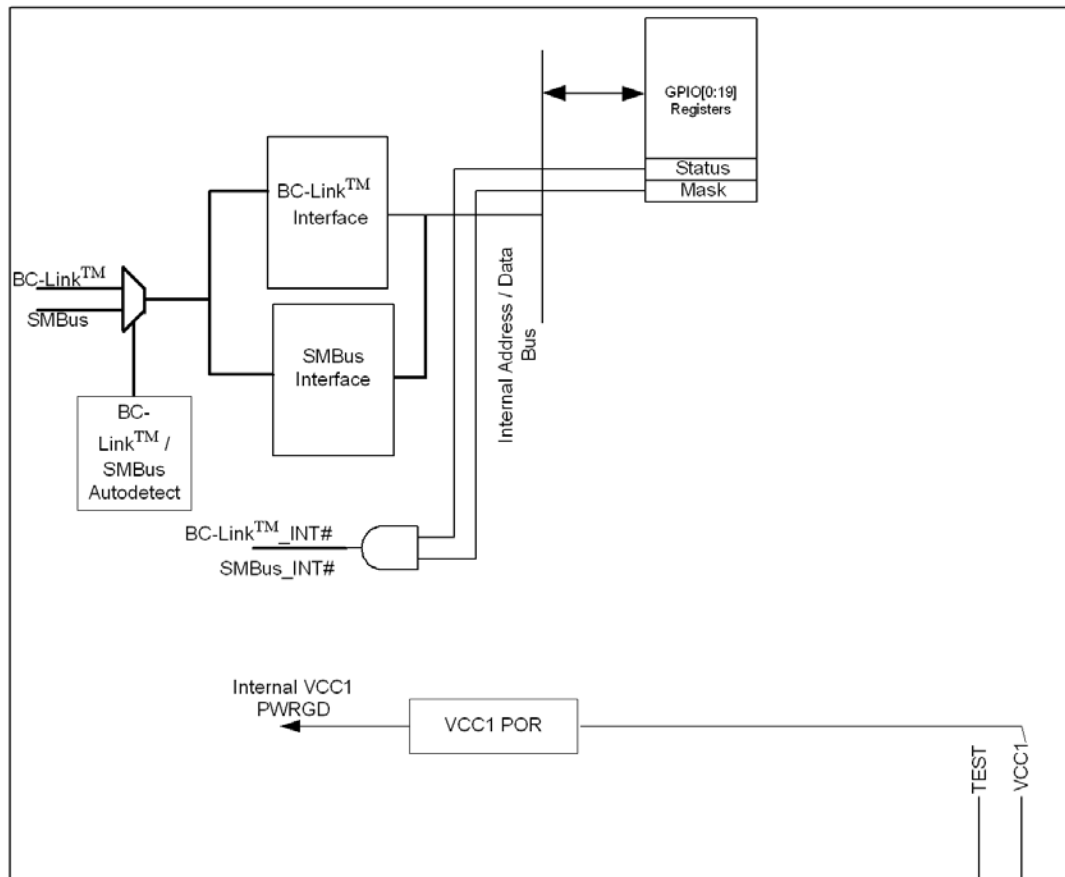 GPIO[0:19]
Registers
Status
Mask
BC-Link™
Interface
BC-Link™
SMBus
SMBus
Interface
Internal Address / Data
Bus
BC-
Link™ /
SMBus
Autodetect
BC-Link™_INT#
SMBus_INT#
Internal VCC1
PWRGD
VCC1 POR
TEST
VCC1